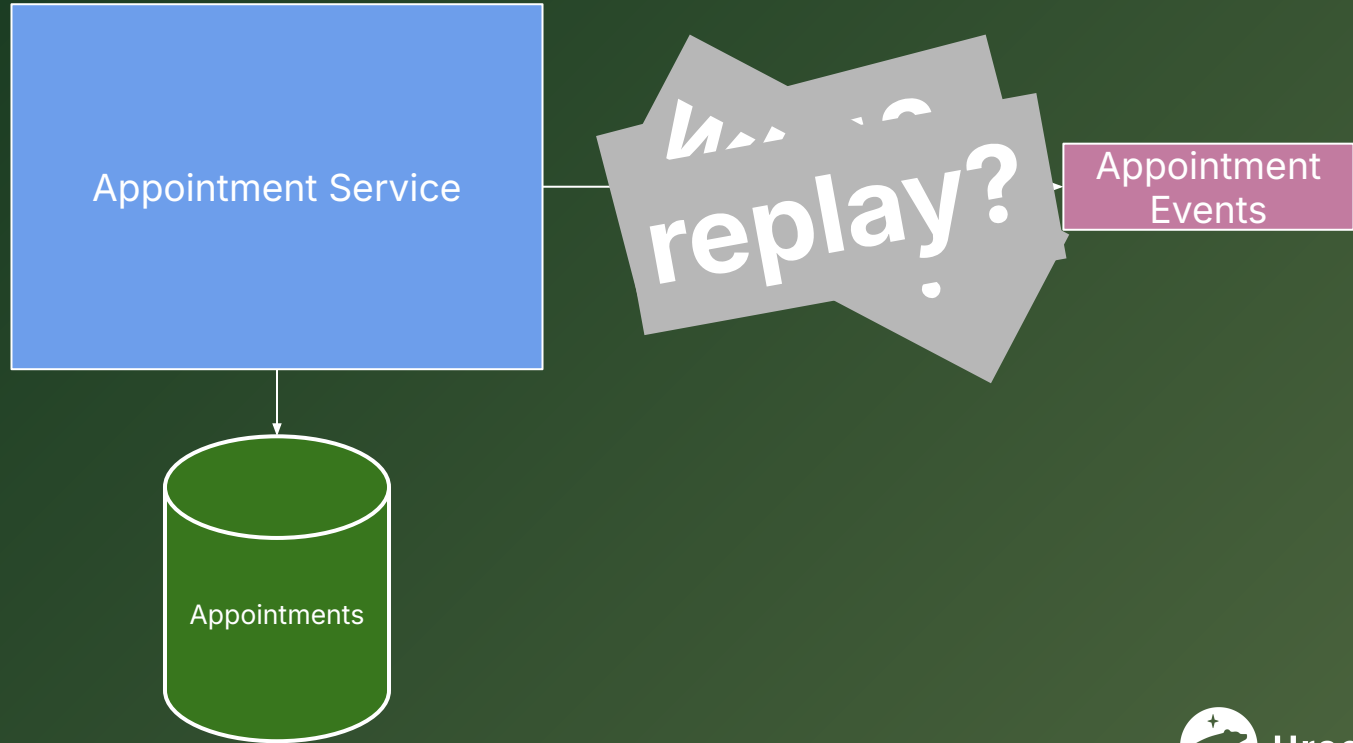 Appointment Service
replay?
Appointment
Events
Appointments